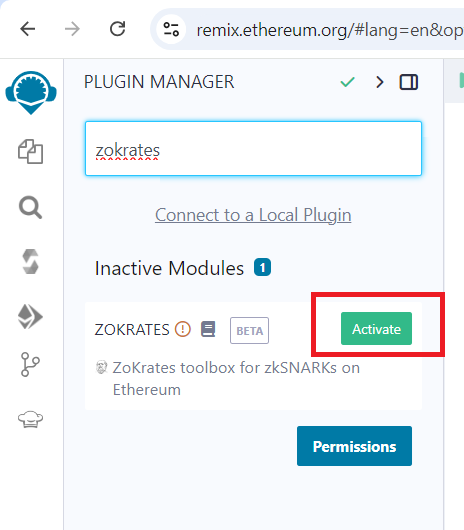 remix.ethereum.org/#lang=en&op
PLUGIN MANAGER
zokrates
Connect to a Local Plugin
Inactive Modules 1
ZOKRATES BETA Activate
ZoKrates toolbox for zkSNARKs on
Ethereum
Permissions